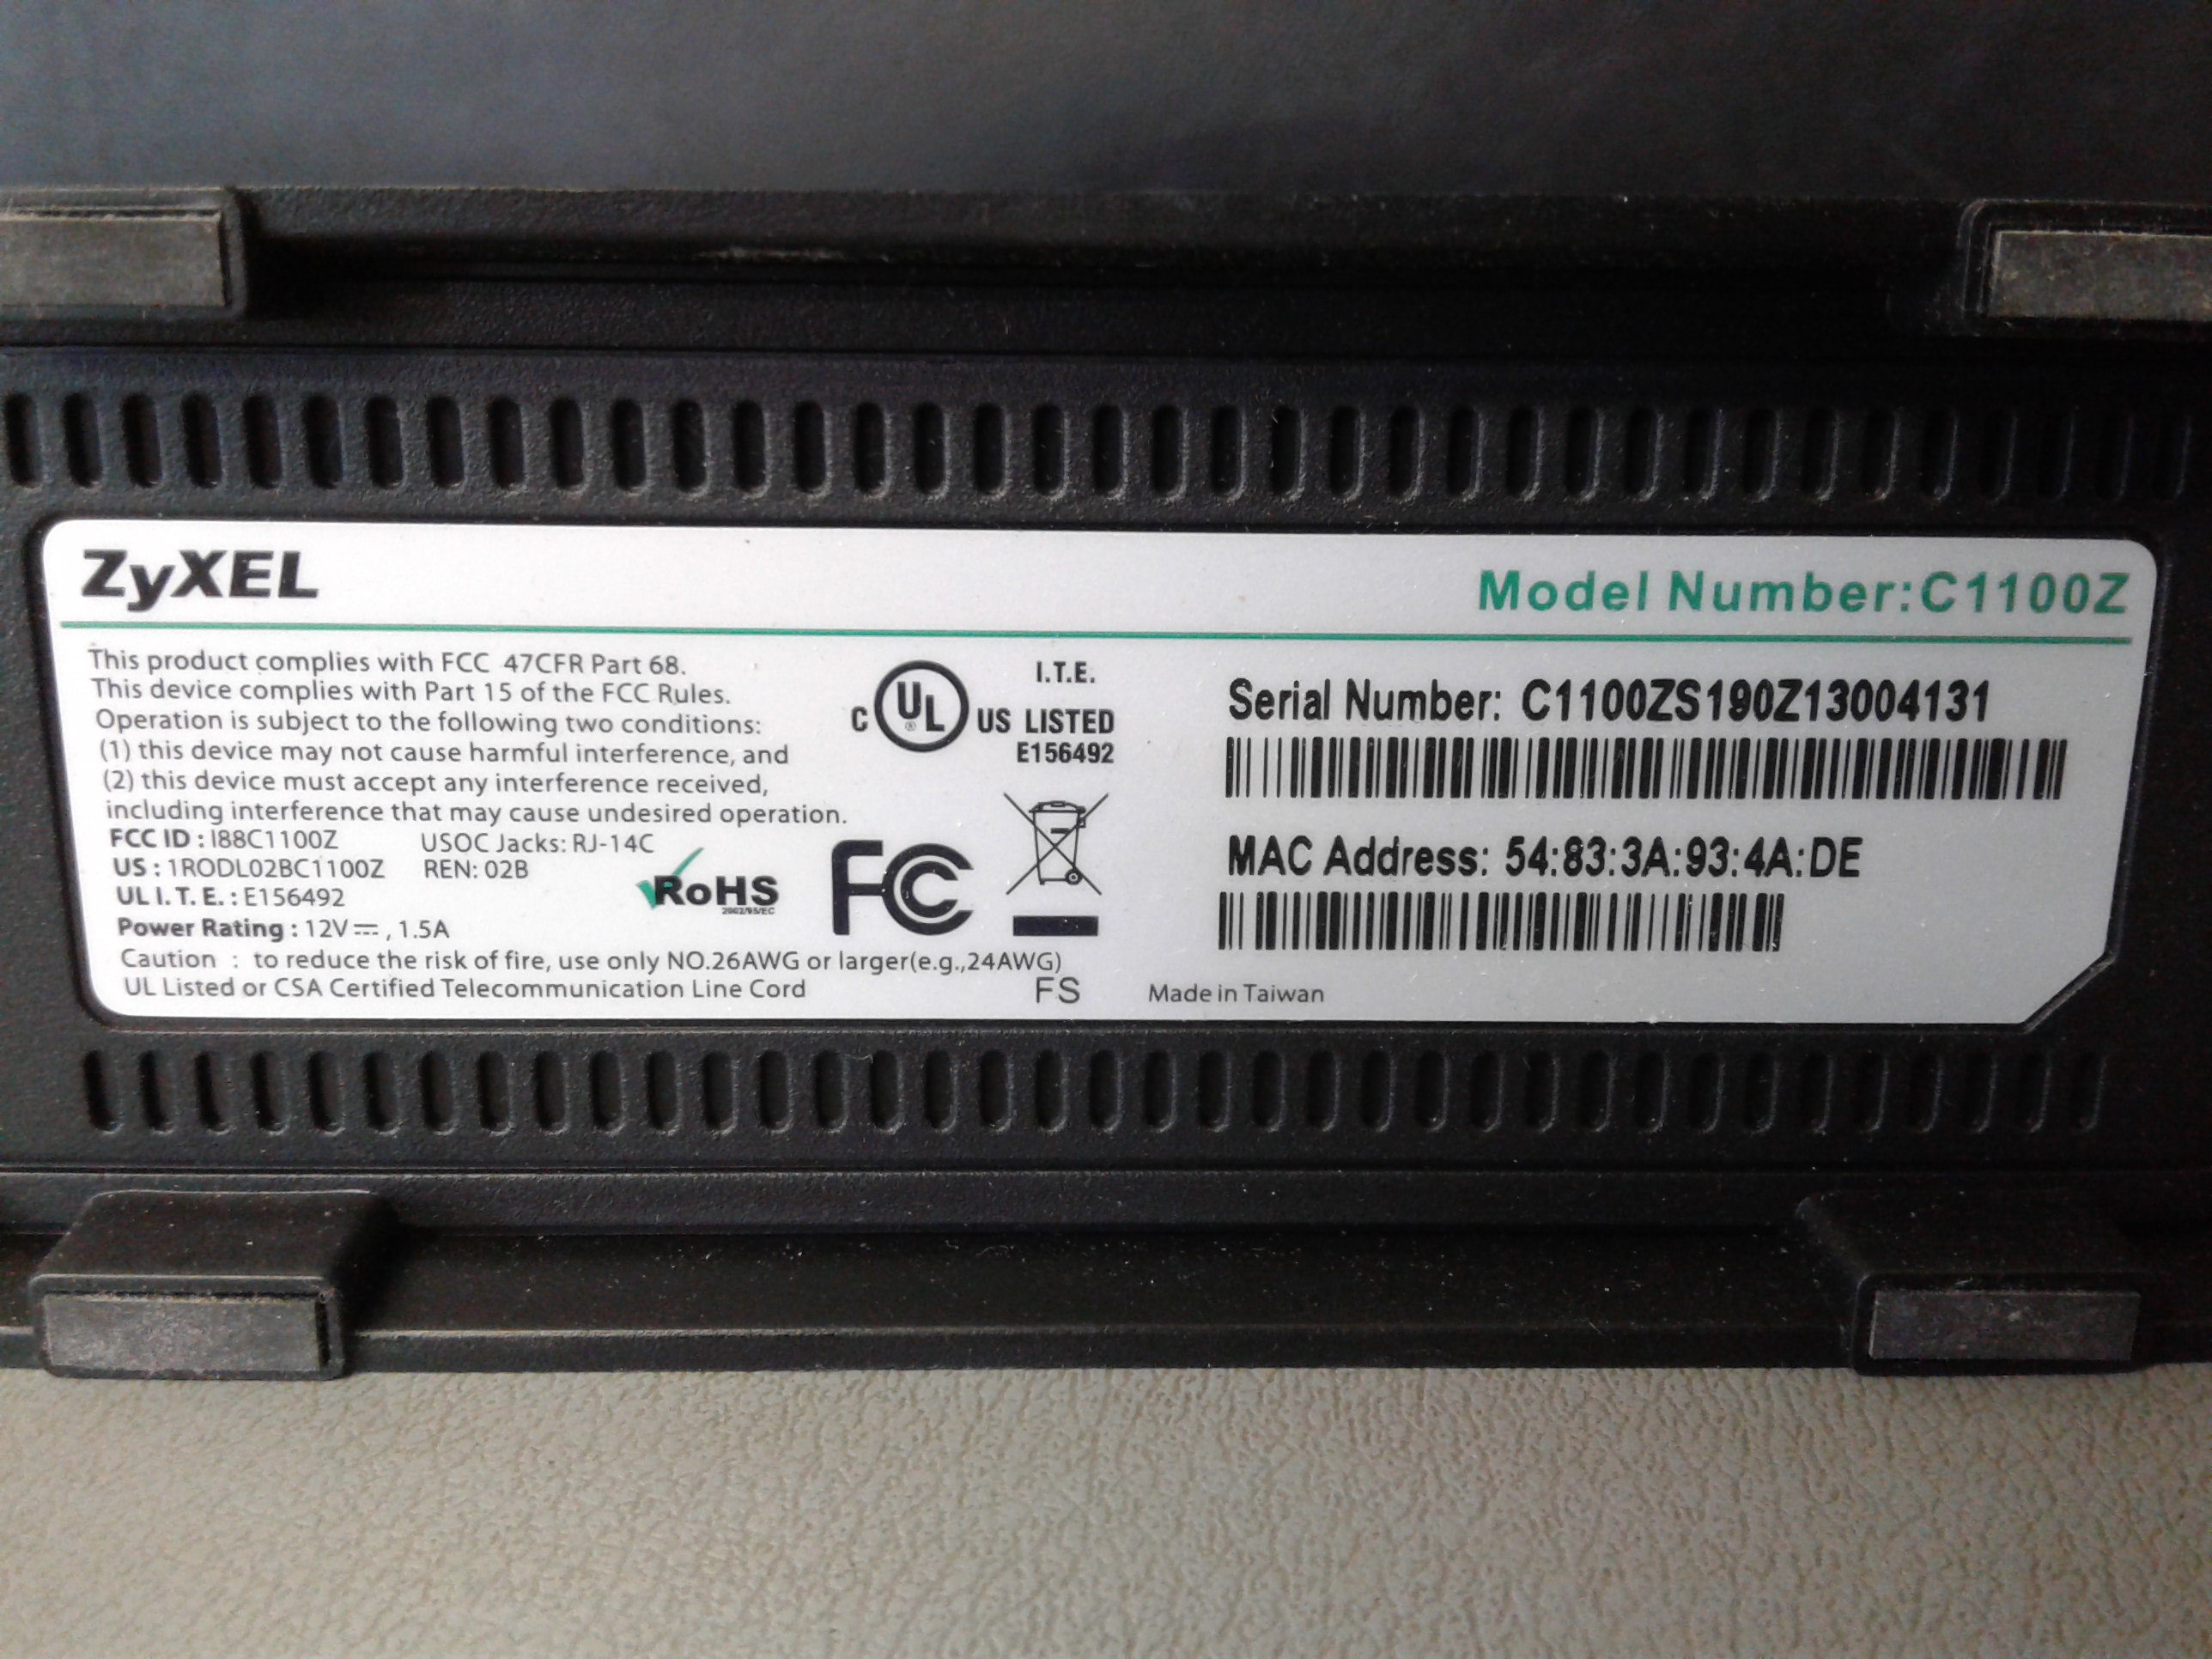 ZyXEL
Model Number:C1100Z
This product complies with FCC 47CFR Part 68.
This device complies with Part 15 of the FCC Rules.
Operation is subject to the following two conditions:
(1) this device may not cause harmful interference, and
(2) this device must accept any interference received,
including interference that may cause undesired operation.
FCC ID : I88C1100Z USOC Jacks: RJ-14C
US : 1RODL02BC1100Z REN: 02B
UL I. T. E. : E156492
Power Rating : 12V⎓, 1.5A
Caution : to reduce the risk of fire, use only NO.26AWG or larger(e.g.,24AWG)
UL Listed or CSA Certified Telecommunication Line Cord
RoHS
2002/95/EC
I.T.E.
C UL ® US LISTED
E156492
FC
FS
Serial Number: C1100ZS190Z13004131
MAC Address: 54:83:3A:93:4A:DE
Made in Taiwan